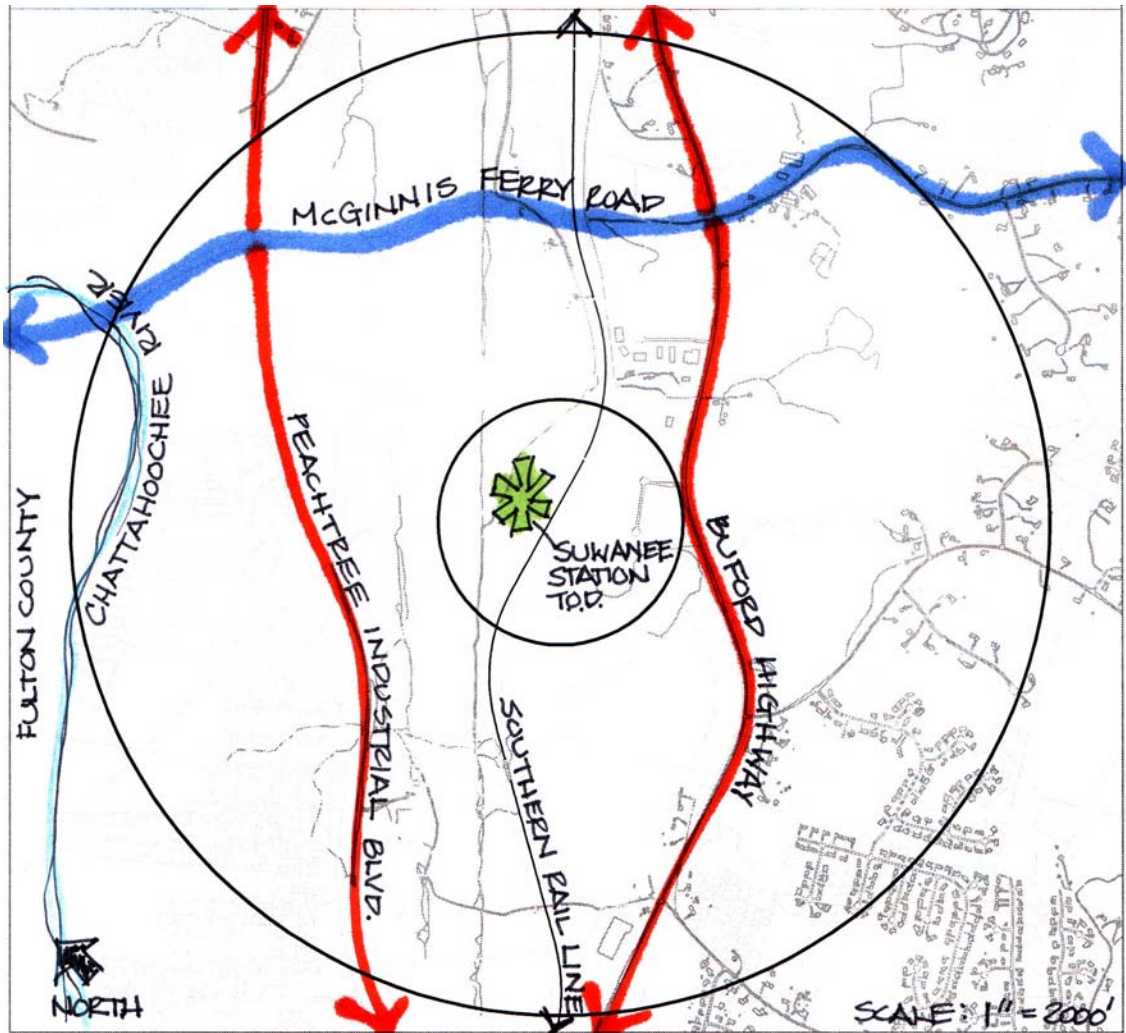 McGINNIS FERRY ROAD
CHATTAHOOCHEE RIVER
FULTON COUNTY
PEACHTREE INDUSTRIAL BLVD.
SUWANEE
STATION
T.O.D.
BUFORD HIGHWAY
SOUTHERN RAIL LINE
NORTH
SCALE: 1" = 2000'